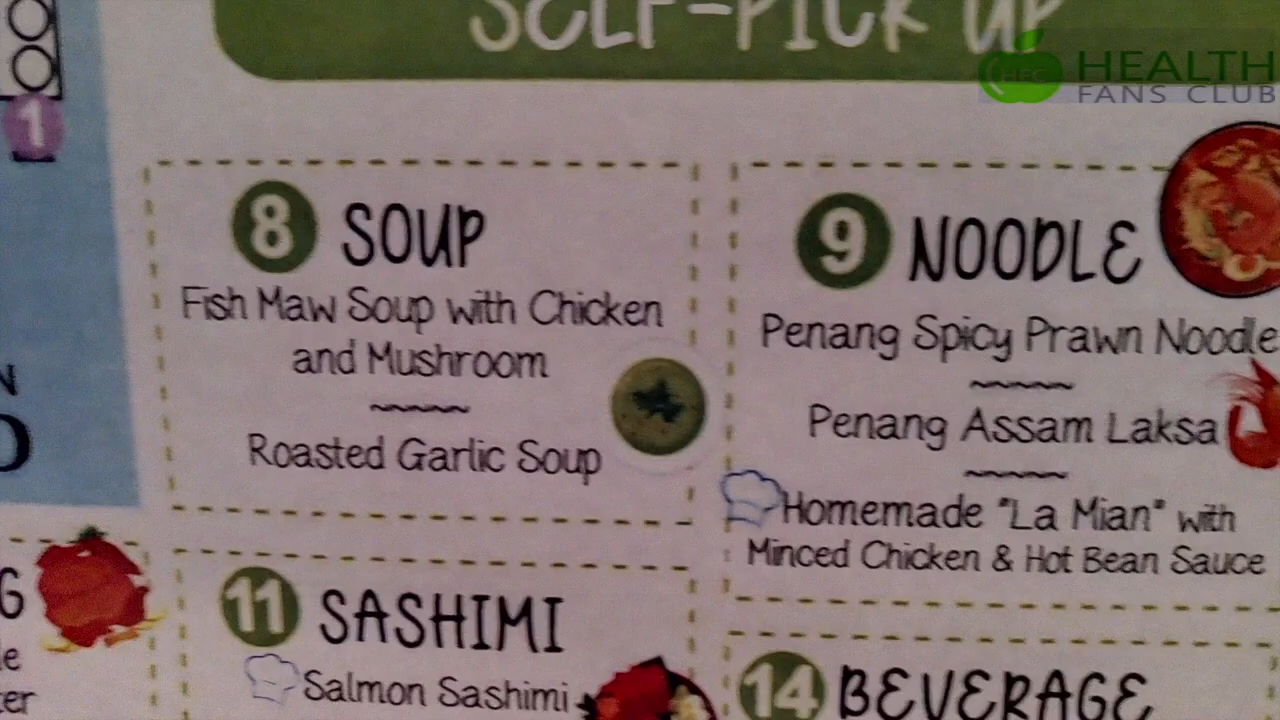 SELF-PICK UP
HFC
HEALTH
FANS CLUB
1
8 SOUP
Fish Maw Soup with Chicken
and Mushroom
Roasted Garlic Soup
9 NOODLE
Penang Spicy Prawn Noodle
Penang Assam Laksa
Homemade "La Mian" with
Minced Chicken & Hot Bean Sauce
11 SASHIMI
Salmon Sashimi
14 BEVERAGE